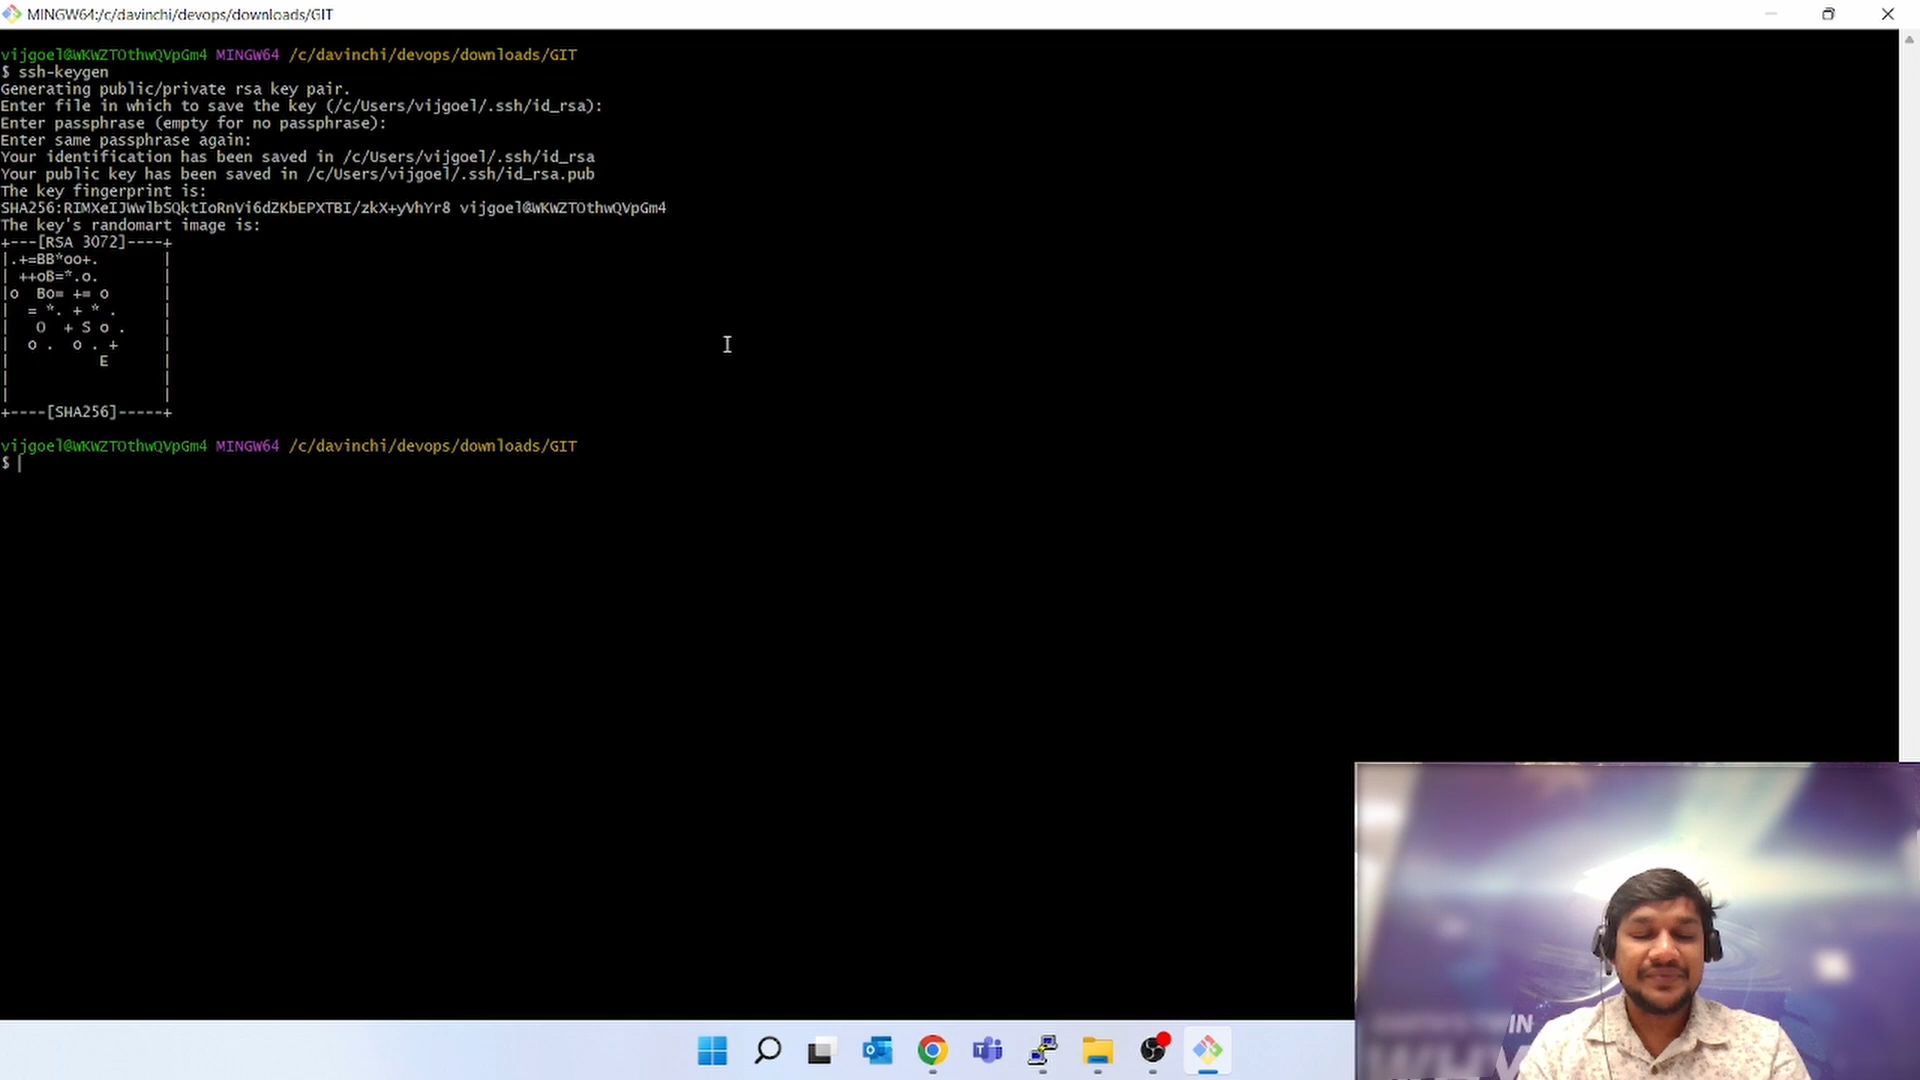 MINGW64:/c/davinchi/devops/downloads/GIT
vijgoel@WKWZTOthwQVpGm4 MINGW64 /c/davinchi/devops/downloads/GIT
$ ssh-keygen
Generating public/private rsa key pair.
Enter file in which to save the key (/c/Users/vijgoel/.ssh/id_rsa):
Enter passphrase (empty for no passphrase):
Enter same passphrase again:
Your identification has been saved in /c/Users/vijgoel/.ssh/id_rsa
Your public key has been saved in /c/Users/vijgoel/.ssh/id_rsa.pub
The key fingerprint is:
SHA256:RIMXeIJWwlbSQktIoRnVi6dZKbEPXTBI/zkX+yVhYr8 vijgoel@WKWZTOthwQVpGm4
The key's randomart image is:
+---[RSA 3072]----+
|.+=BB*oo+.       |
| ++oB=*.o.       |
|o  Bo= += o      |
|  = *. + * .     |
|   O  + S o .    |
|  o .  o . +     |
|          E      |
|                 |
|                 |
+----[SHA256]-----+
vijgoel@WKWZTOthwQVpGm4 MINGW64 /c/davinchi/devops/downloads/GIT
$
IN